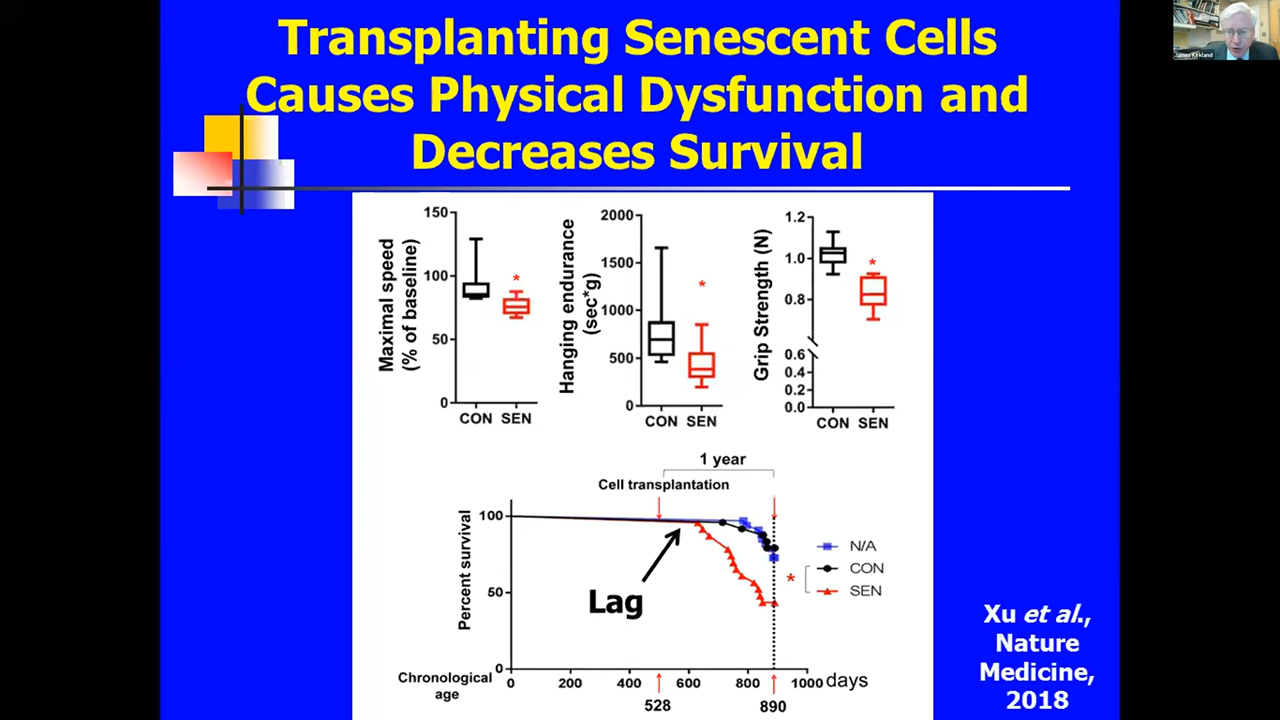 Transplanting Senescent Cells
Causes Physical Dysfunction and
Decreases Survival
James Kirkland
Maximal speed
(% of baseline)
150
100
50
0
*
CON SEN
Hanging endurance
(sec*g)
2000
1500
1000
500
0
*
CON SEN
Grip Strength (N)
1.2
1.0
0.8
0.6
0.4
0.2
0.0
*
CON SEN
1 year
Cell transplantation
Percent survival
100
50
0
Lag
N/A
CON
SEN
*
Chronological
age
0 200 400 600 800 1000 days
528 890
Xu et al.,
Nature
Medicine,
2018